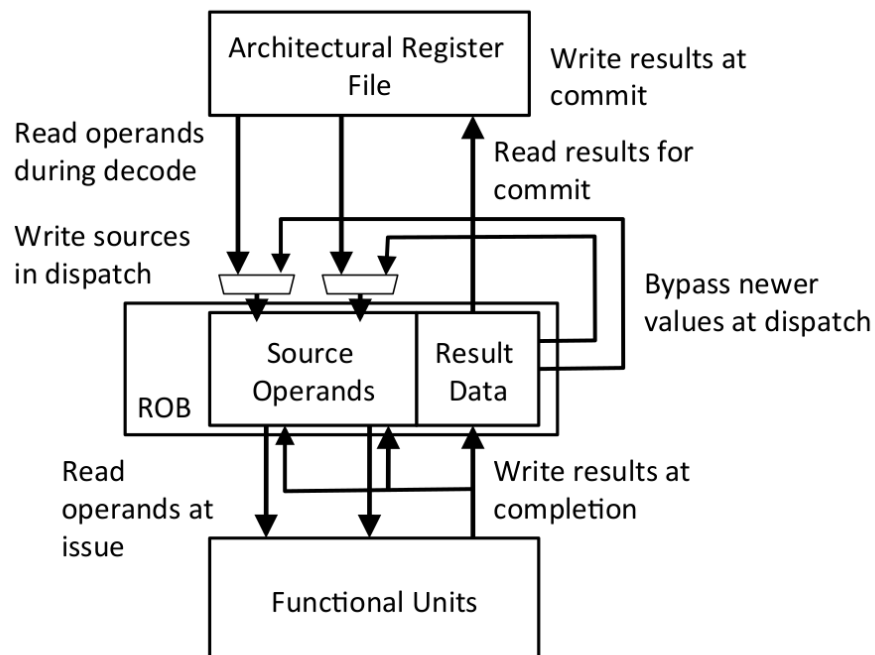 Architectural Register
File
Write results at
commit
Read operands
during decode
Read results for
commit
Write sources
in dispatch
Bypass newer
values at dispatch
Source
Operands
Result
Data
ROB
Read
operands at
issue
Write results at
completion
Functional Units